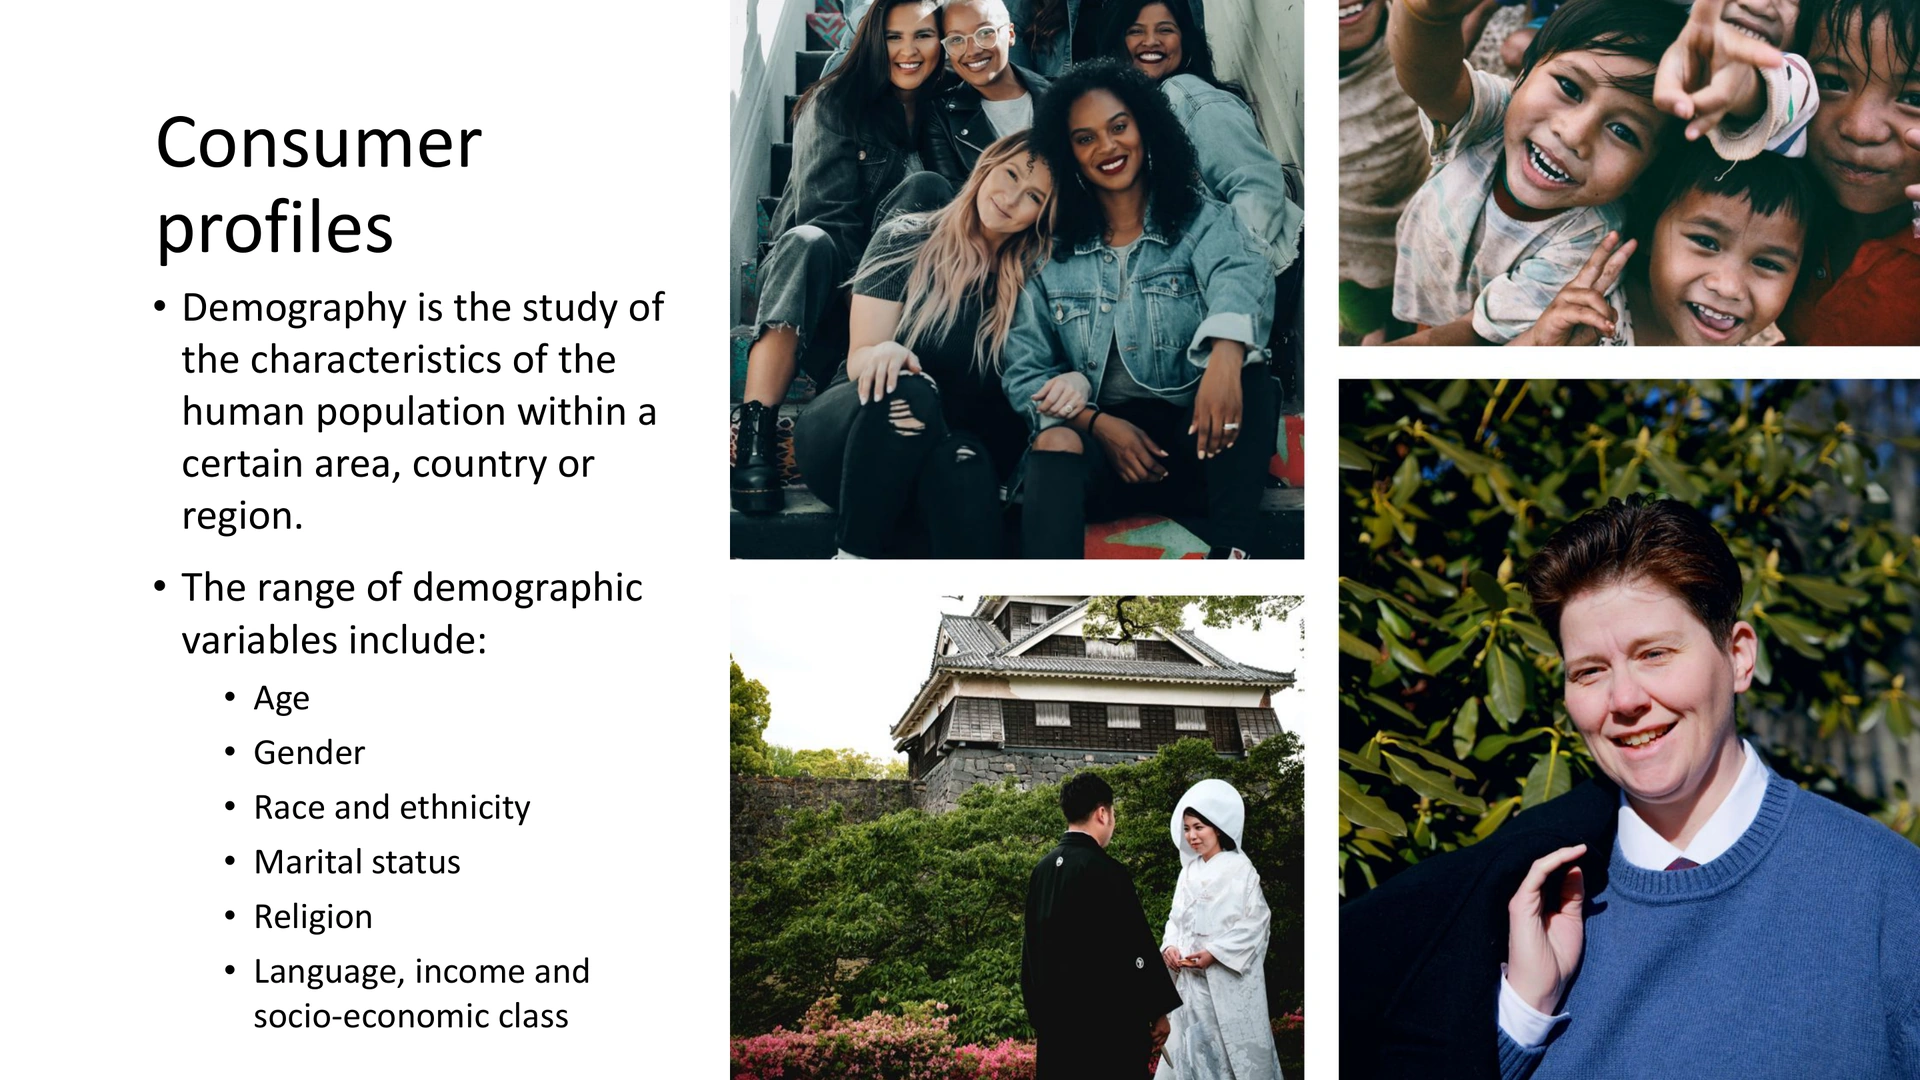 Consumer
profiles
• Demography is the study of
the characteristics of the
human population within a
certain area, country or
region.
• The range of demographic
variables include:
• Age
• Gender
• Race and ethnicity
• Marital status
• Religion
• Language, income and
socio-economic class